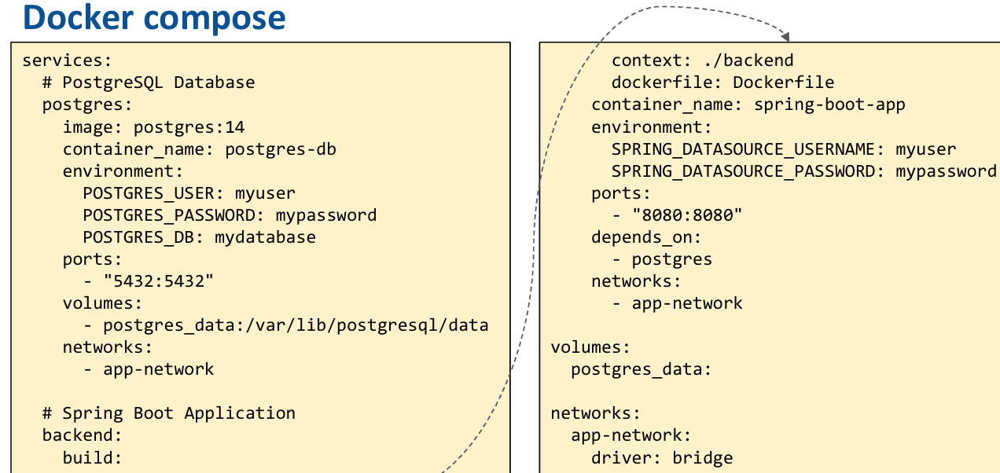 Docker compose
services:
  # PostgreSQL Database
  postgres:
    image: postgres:14
    container_name: postgres-db
    environment:
      POSTGRES_USER: myuser
      POSTGRES_PASSWORD: mypassword
      POSTGRES_DB: mydatabase
    ports:
      - "5432:5432"
    volumes:
      - postgres_data:/var/lib/postgresql/data
    networks:
      - app-network

  # Spring Boot Application
  backend:
    build:
      context: ./backend
      dockerfile: Dockerfile
    container_name: spring-boot-app
    environment:
      SPRING_DATASOURCE_USERNAME: myuser
      SPRING_DATASOURCE_PASSWORD: mypassword
    ports:
      - "8080:8080"
    depends_on:
      - postgres
    networks:
      - app-network

volumes:
  postgres_data:

networks:
  app-network:
    driver: bridge